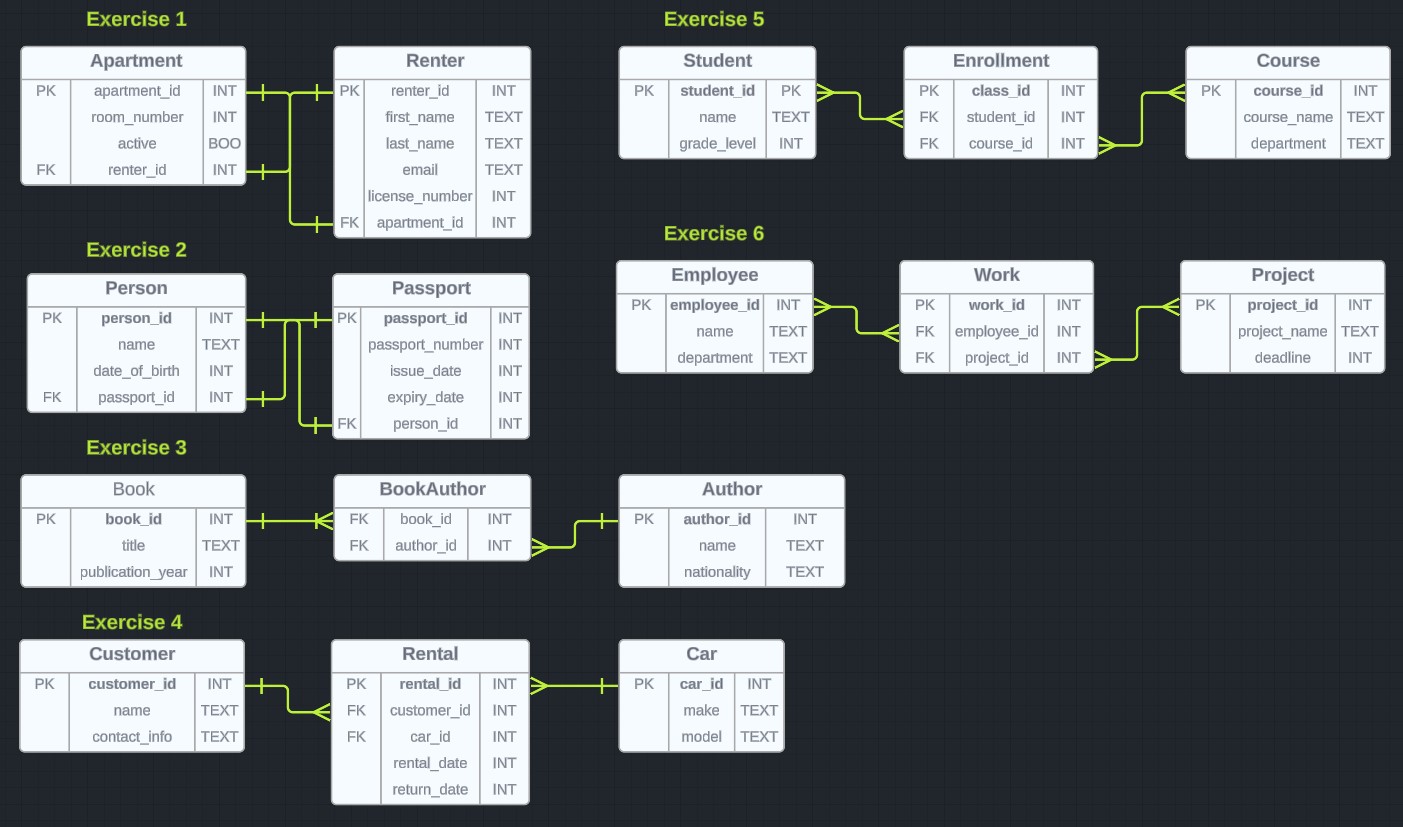 Exercise 1
Apartment
PK apartment_id INT
room_number INT
active BOO
FK renter_id INT
Renter
PK renter_id INT
first_name TEXT
last_name TEXT
email TEXT
license_number INT
FK apartment_id INT
Exercise 2
Person
PK person_id INT
name TEXT
date_of_birth INT
FK passport_id INT
Passport
PK passport_id INT
passport_number INT
issue_date INT
expiry_date INT
FK person_id INT
Exercise 3
Book
PK book_id INT
title TEXT
publication_year INT
BookAuthor
FK book_id INT
FK author_id INT
Author
PK author_id INT
name TEXT
nationality TEXT
Exercise 4
Customer
PK customer_id INT
name TEXT
contact_info TEXT
Rental
PK rental_id INT
FK customer_id INT
FK car_id INT
rental_date INT
return_date INT
Car
PK car_id INT
make TEXT
model TEXT
Exercise 5
Student
PK student_id PK
name TEXT
grade_level INT
Enrollment
PK class_id INT
FK student_id INT
FK course_id INT
Course
PK course_id INT
course_name TEXT
department TEXT
Exercise 6
Employee
PK employee_id INT
name TEXT
department TEXT
Work
PK work_id INT
FK employee_id INT
FK project_id INT
Project
PK project_id INT
project_name TEXT
deadline INT